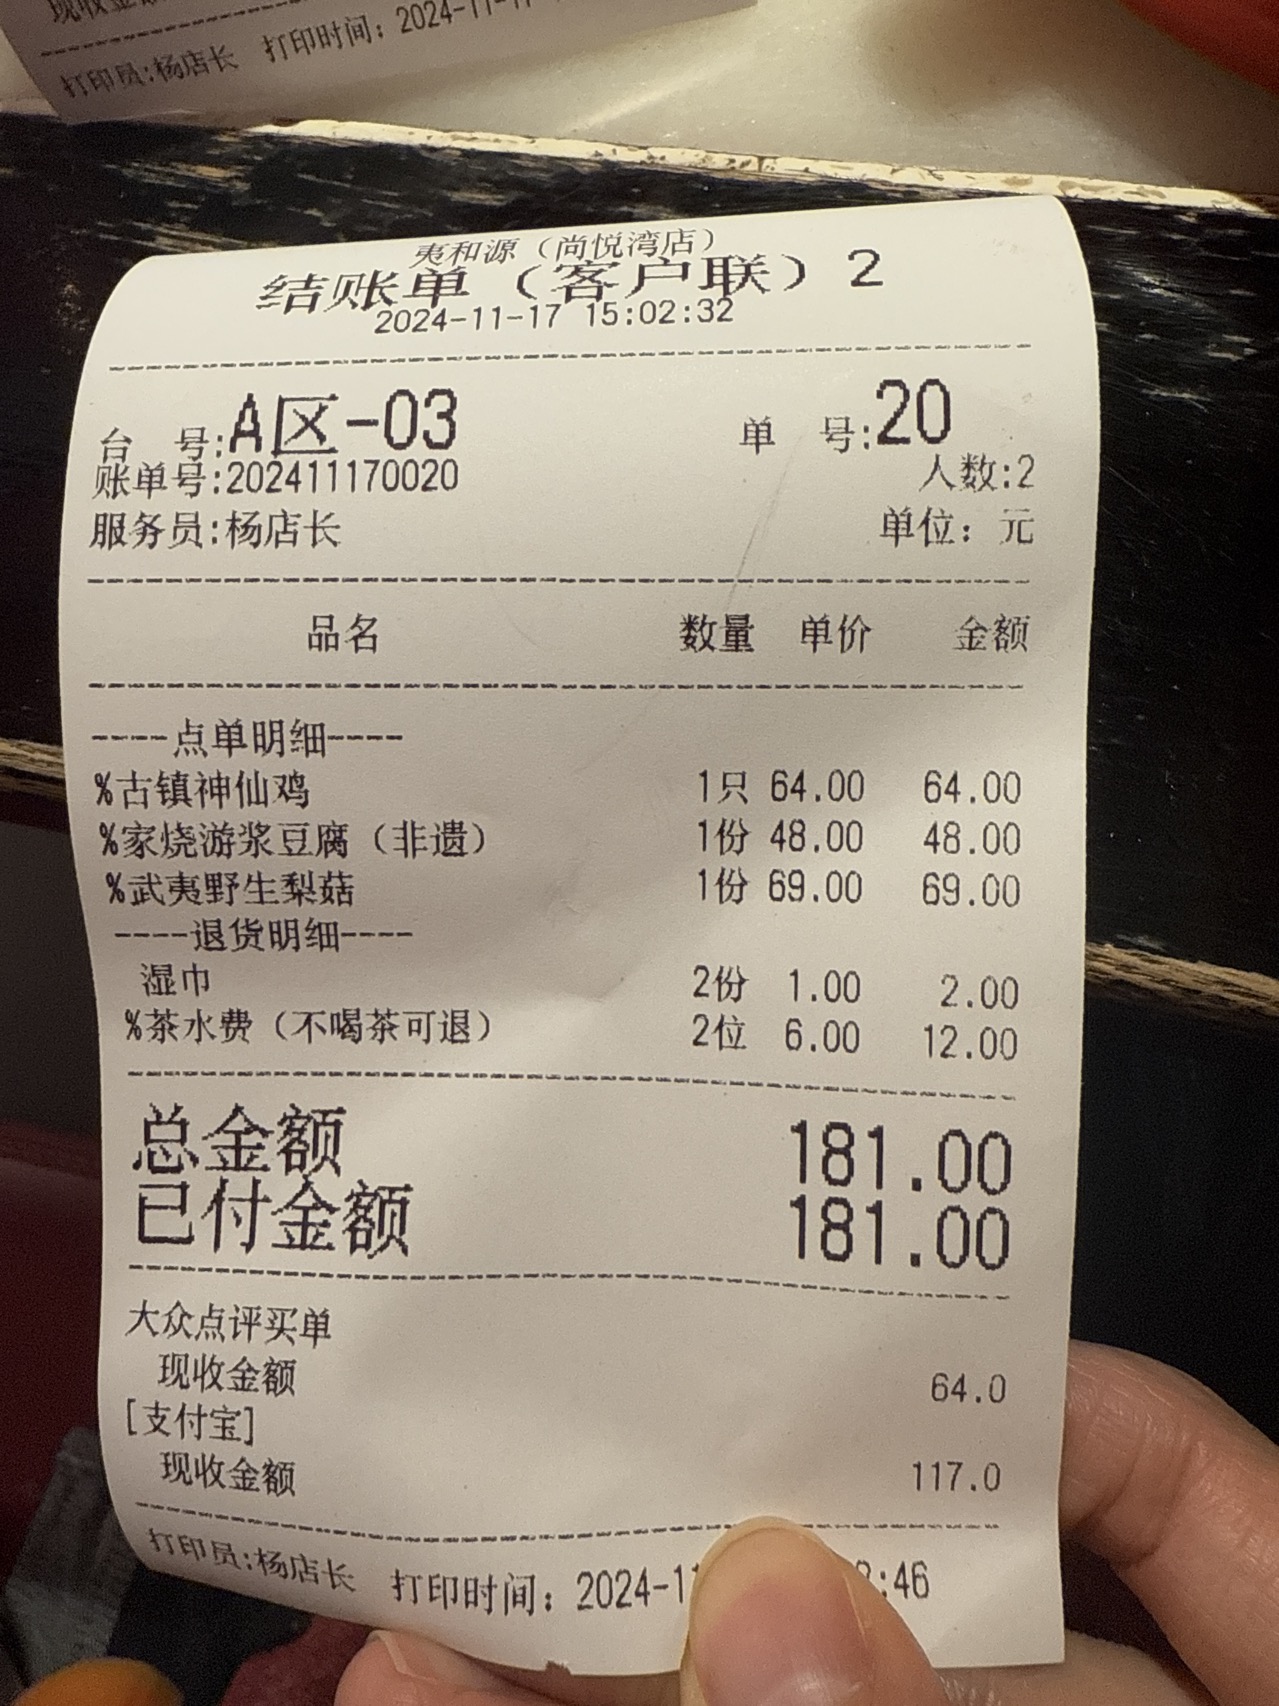 现收金
打印员:杨店长 打印时间: 2024-11-17
夷和源（尚悦湾店）
结账单（客户联）2
2024-11-17 15:02:32
台 号:A区-03 单 号:20
账单号:202411170020 人数:2
服务员:杨店长 单位：元
品名 数量 单价 金额
----点单明细----
%古镇神仙鸡 1只 64.00 64.00
%家烧游浆豆腐（非遗） 1份 48.00 48.00
%武夷野生梨菇 1份 69.00 69.00
----退货明细----
湿巾 2份 1.00 2.00
%茶水费（不喝茶可退） 2位 6.00 12.00
总金额 181.00
已付金额 181.00
大众点评买单
现收金额 64.0
[支付宝]
现收金额 117.0
打印员:杨店长 打印时间：2024-11 :46